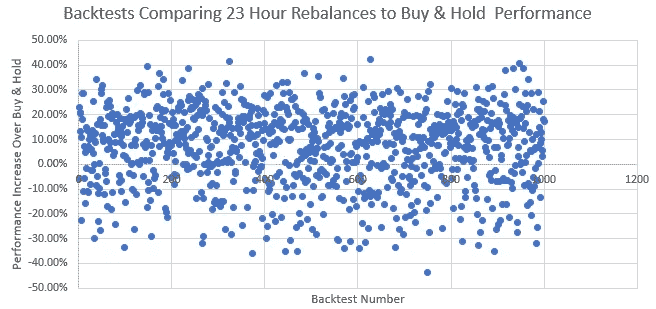 Backtests Comparing 23 Hour Rebalances to Buy & Hold Performance
Performance Increase Over Buy & Hold
50.00%
40.00%
30.00%
20.00%
10.00%
0.00%
-10.00%
-20.00%
-30.00%
-40.00%
-50.00%
0 200 400 600 800 1000 1200
Backtest Number